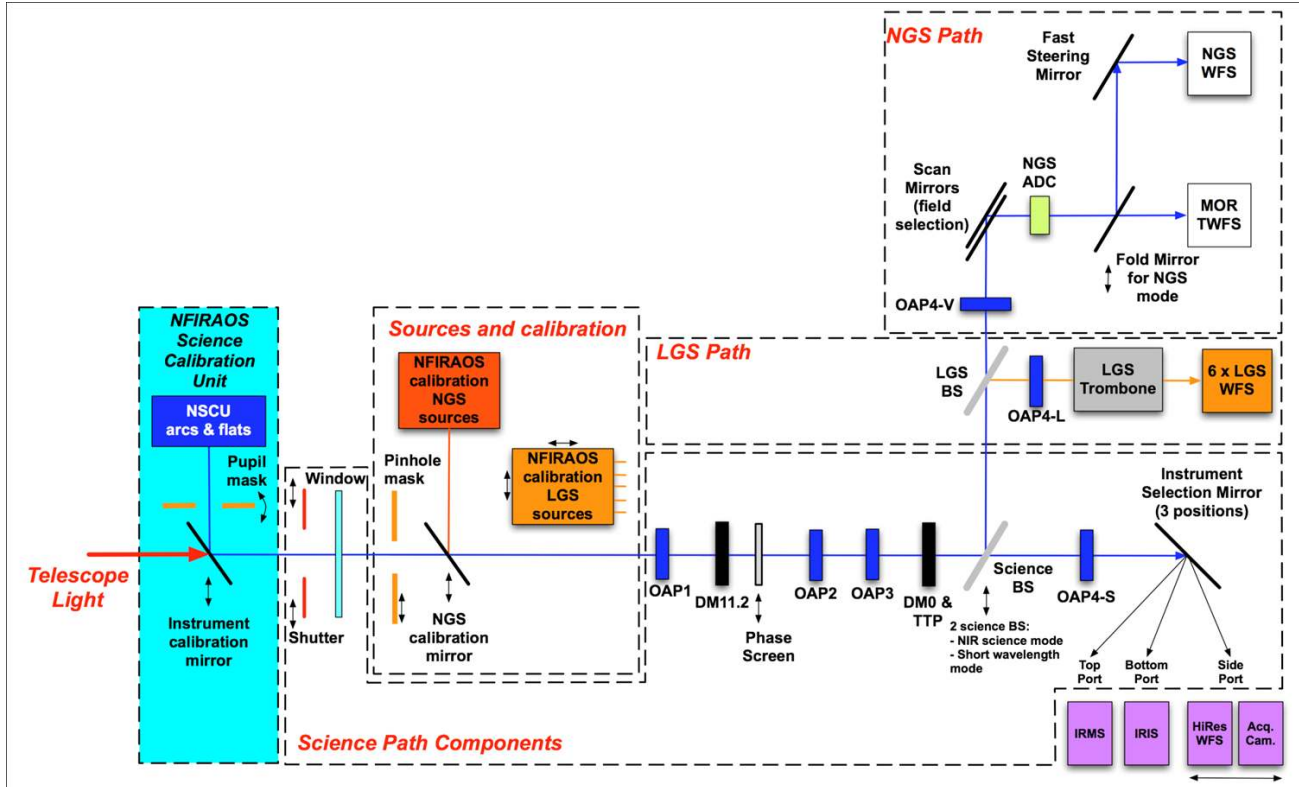 NGS Path
Fast
Steering
Mirror
NGS
WFS
Scan
Mirrors
(field
selection)
NGS
ADC
MOR
TWFS
Fold Mirror
for NGS
mode
OAP4-V
LGS Path
LGS
BS
OAP4-L
LGS
Trombone
6 x LGS
WFS
NFIRAOS
Science
Calibration
Unit
NSCU
arcs & flats
Pupil
mask
Telescope
Light
Instrument
calibration
mirror
Window
Shutter
Sources and calibration
NFIRAOS
calibration
NGS
sources
Pinhole
mask
NFIRAOS
calibration
LGS
sources
NGS
calibration
mirror
OAP1
DM11.2
Phase
Screen
OAP2
OAP3
DM0 &
TTP
Science
BS
2 science BS:
- NIR science mode
- Short wavelength
mode
OAP4-S
Instrument
Selection Mirror
(3 positions)
Top
Port
Bottom
Port
Side
Port
IRMS
IRIS
HiRes
WFS
Acq.
Cam.
Science Path Components